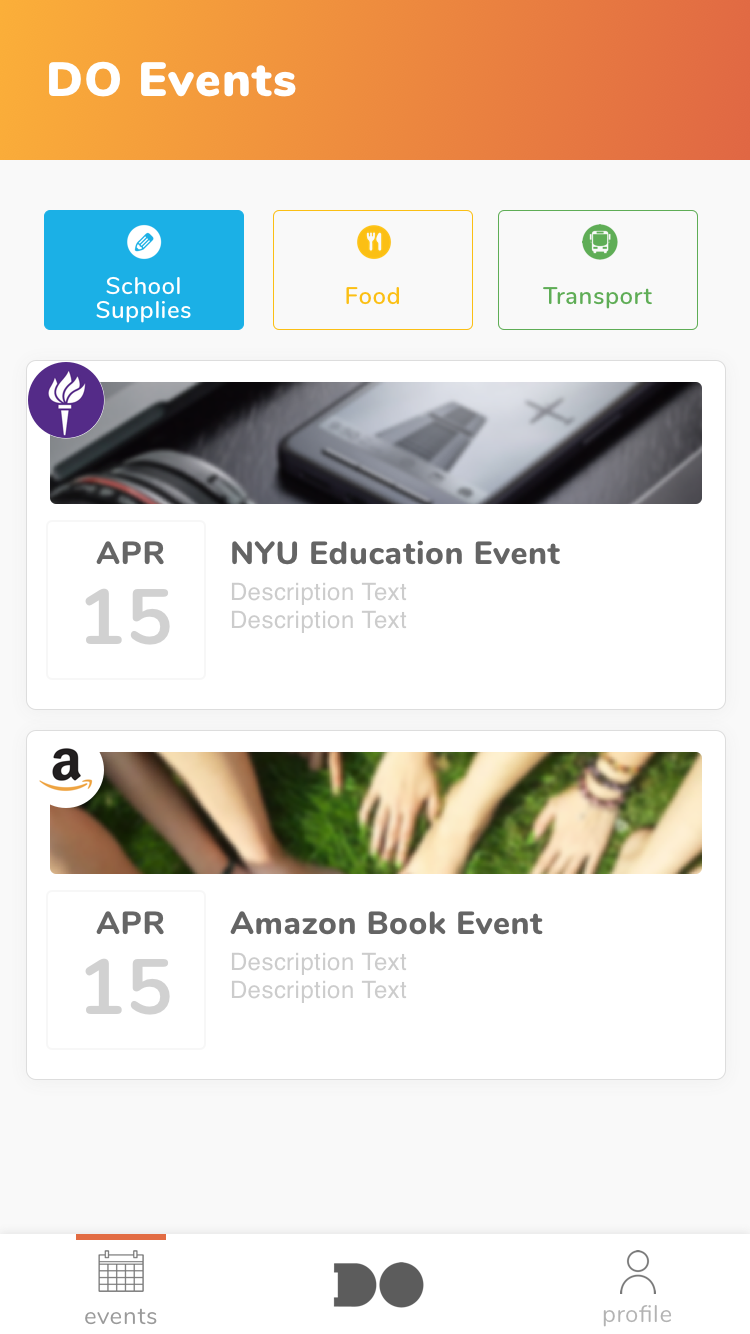 DO Events
School
Supplies
Food
Transport
APR
15
NYU Education Event
Description Text
Description Text
a
APR
15
Amazon Book Event
Description Text
Description Text
events
DO
profile